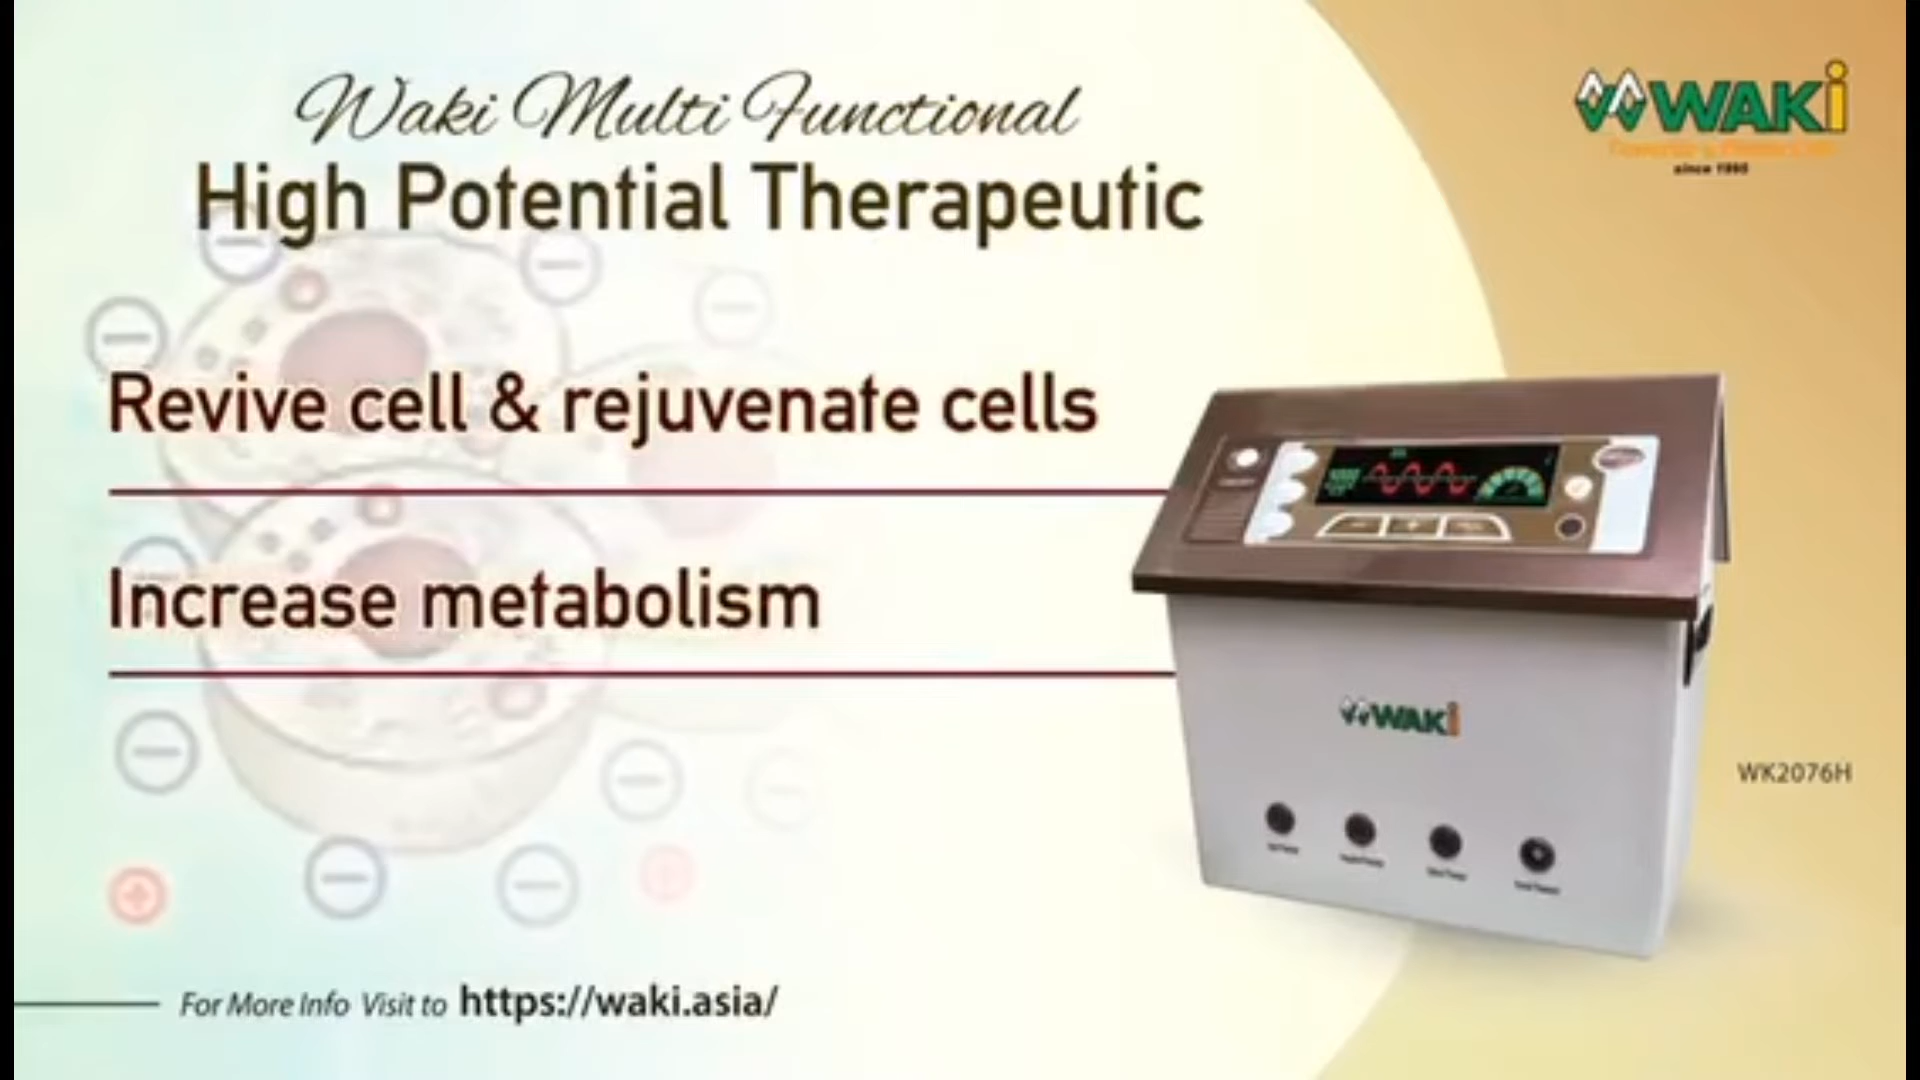 Waki Multi Functional
High Potential Therapeutic
WAKi
since 1995
Revive cell & rejuvenate cells
Increase metabolism
WAKi
WK2076H
For More Info Visit to https://waki.asia/